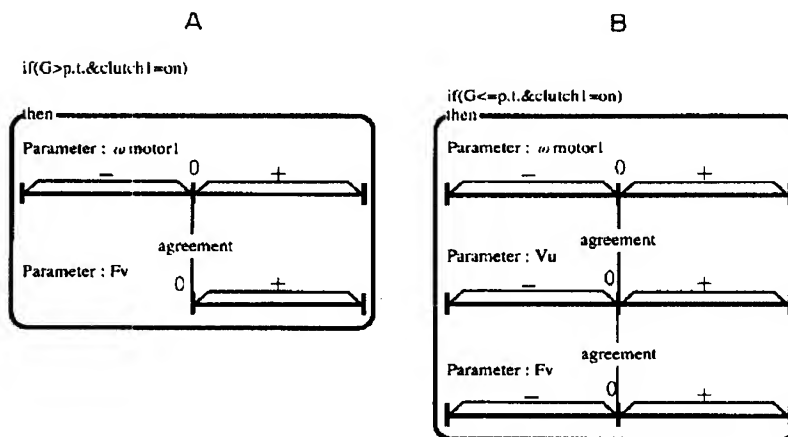 A
if(G>p.t.&clutch1=on)
then
Parameter : ω motor1
− 0 +
agreement
Parameter : Fv
0 +
B
if(G<=p.t.&clutch1=on)
then
Parameter : ω motor1
− 0 +
agreement
Parameter : Vu
− 0 +
agreement
Parameter : Fv
− 0 +